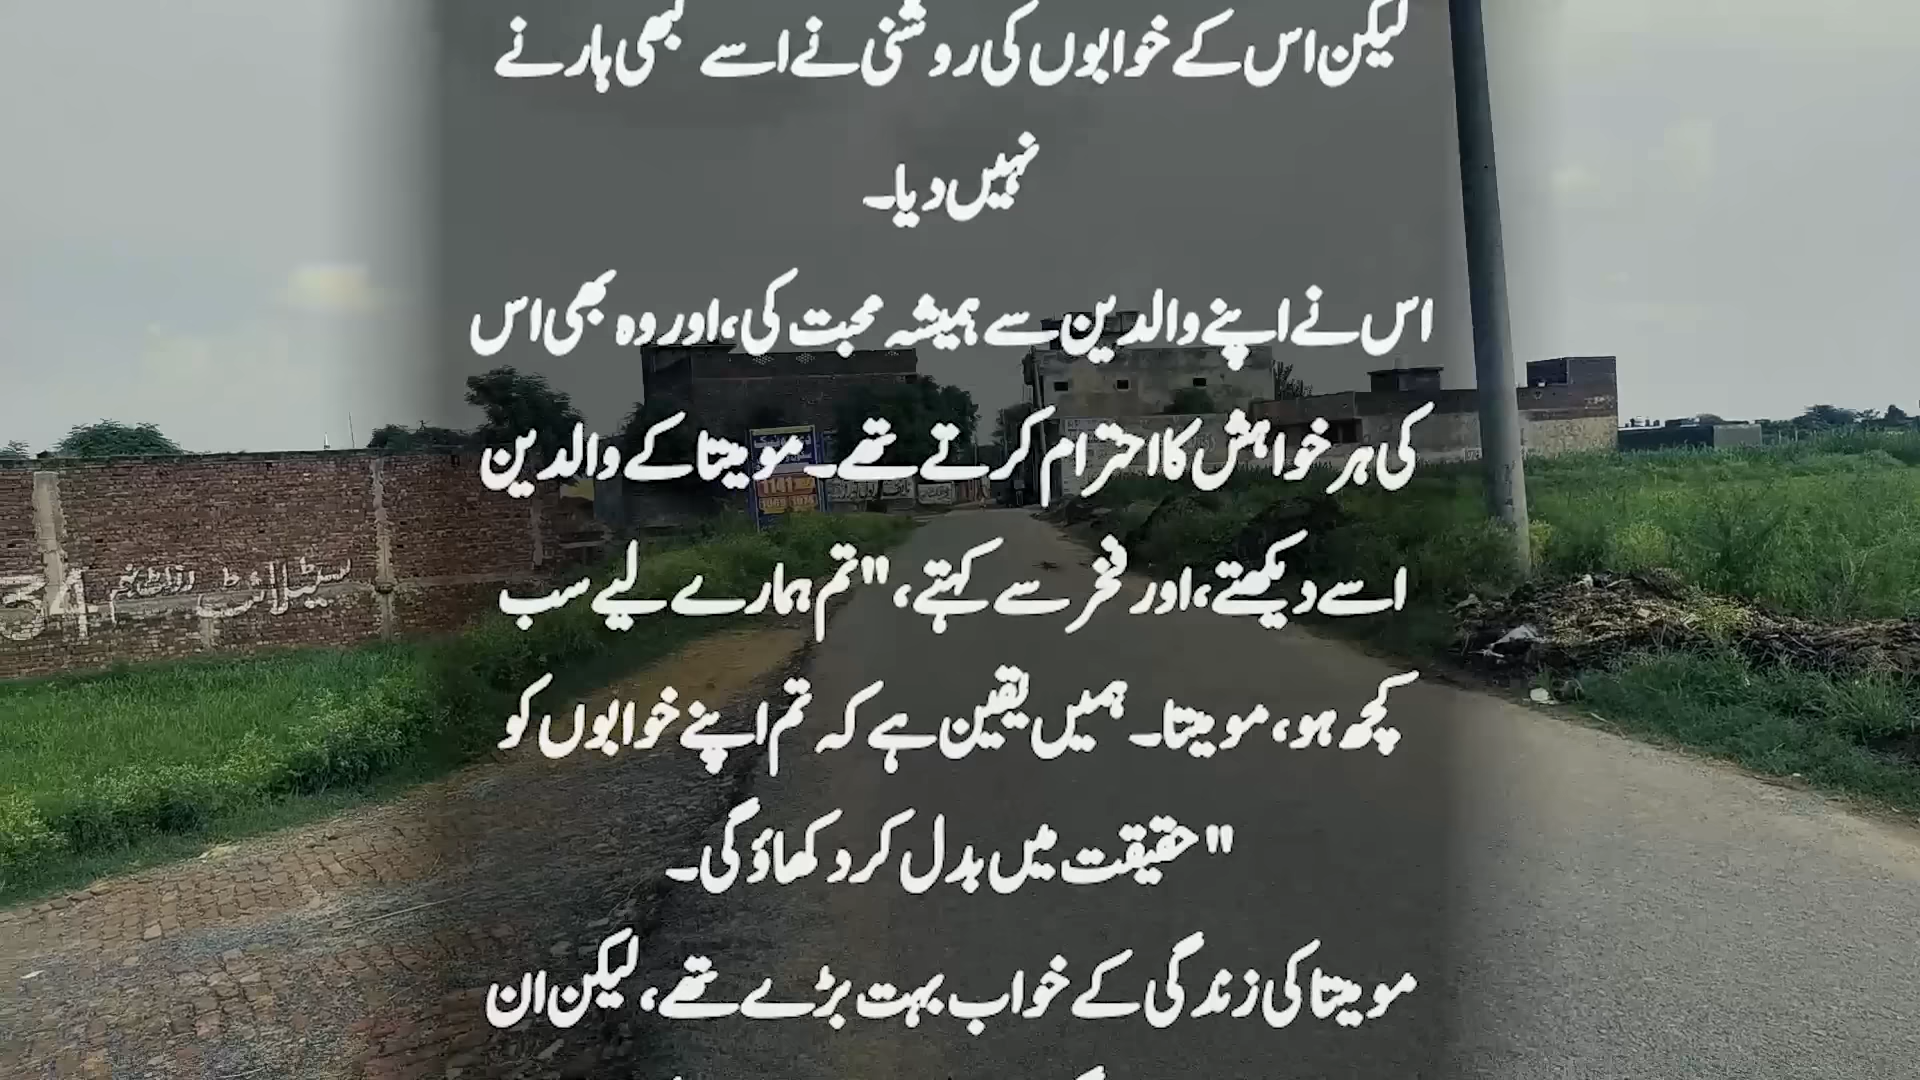 لیکن اس کے خوابوں کی روشنی نے اسے کبھی ہارنے
نہیں دیا۔
اس نے اپنے والدین سے ہمیشہ محبت کی، اور وہ بھی اس
کی ہر خواہش کا احترام کرتے تھے۔ مویتا کے والدین
اسے دیکھتے، اور فخر سے کہتے، "تم ہمارے لیے سب
کچھ ہو، مویتا۔ ہمیں یقین ہے کہ تم اپنے خوابوں کو
"حقیقت میں بدل کر دکھاؤ گی۔
مویتا کی زندگی کے خواب بہت بڑے تھے، لیکن ان
سیٹلائٹ
34
1141